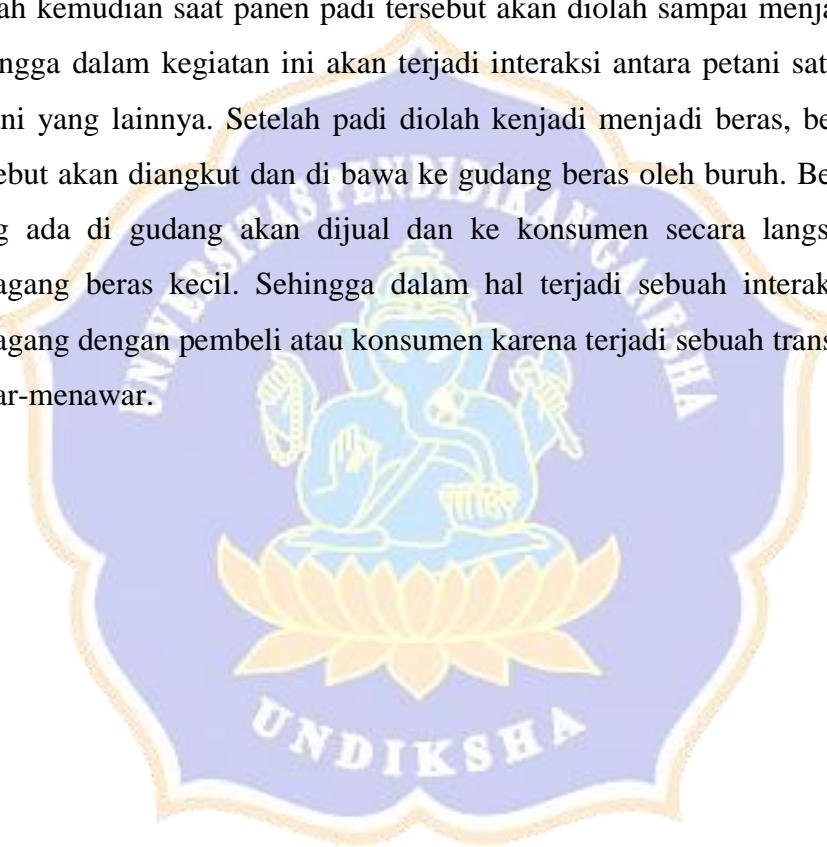 ah kemudian saat panen padi tersebut akan diolah sampai menja
ngga dalam kegiatan ini akan terjadi interaksi antara petani sat
ni yang lainnya. Setelah padi diolah kenjadi menjadi beras, be
ebut akan diangkut dan di bawa ke gudang beras oleh buruh. Be
g ada di gudang akan dijual dan ke konsumen secara langs
agang beras kecil. Sehingga dalam hal terjadi sebuah interak
agang dengan pembeli atau konsumen karena terjadi sebuah trans
ar-menawar.
UNIVERSITAS PENDIDIKAN GANESHA
UNDIKSHA